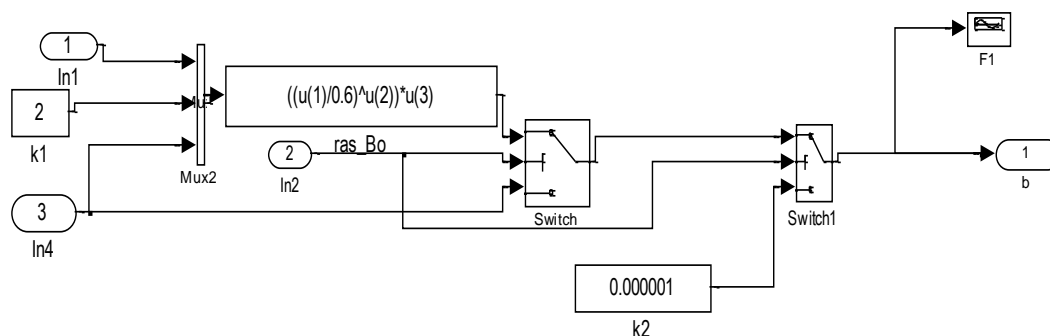 1
In1
2
k1
3
In4
Mux2
((u(1)/0.6)^u(2))*u(3)
ras_Bo
2
In2
Switch
0.000001
k2
Switch1
F1
1
b